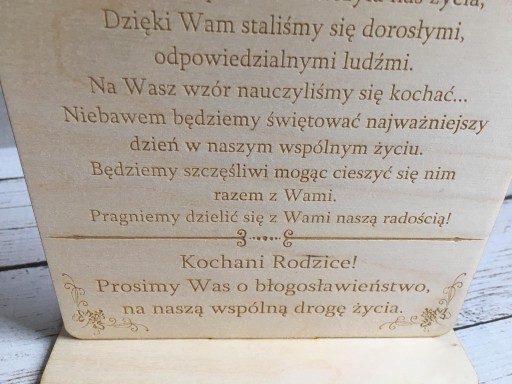 nas życia,
Dzięki Wam staliśmy się dorosłymi,
odpowiedzialnymi ludźmi.
Na Wasz wzór nauczyliśmy się kochać...
Niebawem będziemy świętować najważniejszy
dzień w naszym wspólnym życiu.
Będziemy szczęśliwi mogąc cieszyć się nim
razem z Wami.
Pragniemy dzielić się z Wami naszą radością!
Kochani Rodzice!
Prosimy Was o błogosławieństwo,
na naszą wspólną drogę życia.